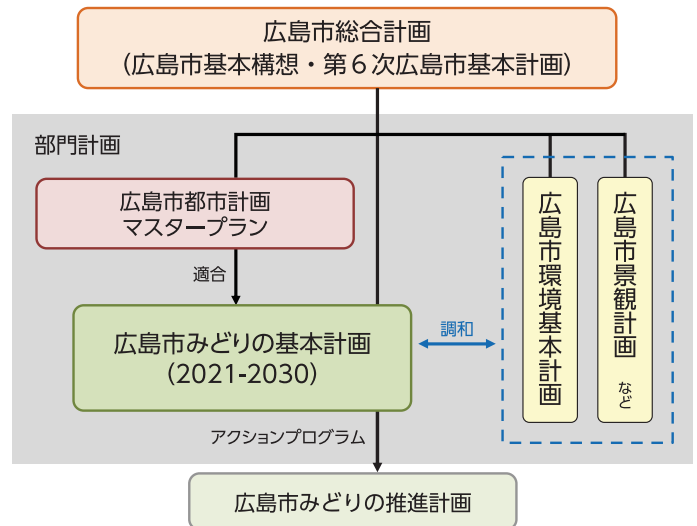 広島市総合計画
（広島市基本構想・第６次広島市基本計画）
部門計画
広島市都市計画
マスタープラン
適合
広島市みどりの基本計画
(2021-2030)
調和
広島市環境基本計画
広島市景観計画 など
アクションプログラム
広島市みどりの推進計画